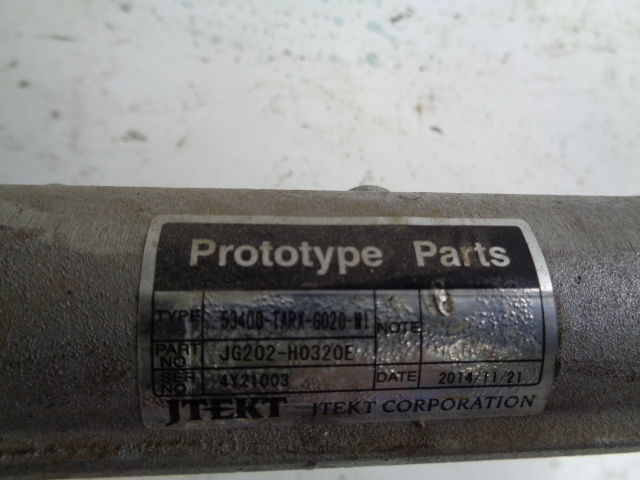 Prototype Parts
TYPE 53400-TARX-G020-M1 NOTE
PART NO. JG202-H0320E
SER. NO. 4Y21003 DATE 2014/11/21
JTEKT JTEKT CORPORATION